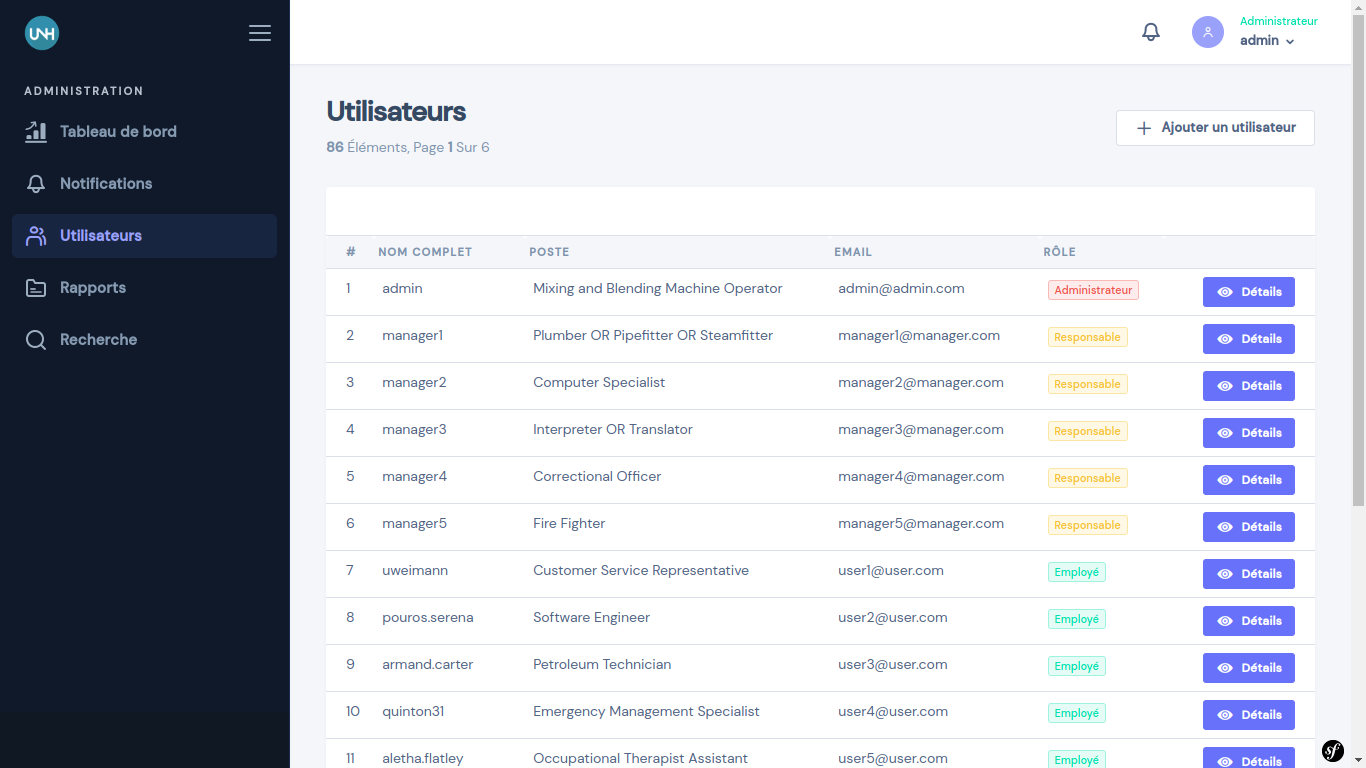 UNH
Administrateur
admin
ADMINISTRATION
Tableau de bord
Notifications
Utilisateurs
Rapports
Recherche
Utilisateurs
86 Éléments, Page 1 Sur 6
Ajouter un utilisateur
# NOM COMPLET POSTE EMAIL RÔLE
1 admin Mixing and Blending Machine Operator admin@admin.com Administrateur Détails
2 manager1 Plumber OR Pipefitter OR Steamfitter manager1@manager.com Responsable Détails
3 manager2 Computer Specialist manager2@manager.com Responsable Détails
4 manager3 Interpreter OR Translator manager3@manager.com Responsable Détails
5 manager4 Correctional Officer manager4@manager.com Responsable Détails
6 manager5 Fire Fighter manager5@manager.com Responsable Détails
7 uweimann Customer Service Representative user1@user.com Employé Détails
8 pouros.serena Software Engineer user2@user.com Employé Détails
9 armand.carter Petroleum Technician user3@user.com Employé Détails
10 quinton31 Emergency Management Specialist user4@user.com Employé Détails
11 aletha.flatley Occupational Therapist Assistant user5@user.com Employé Détails
sf